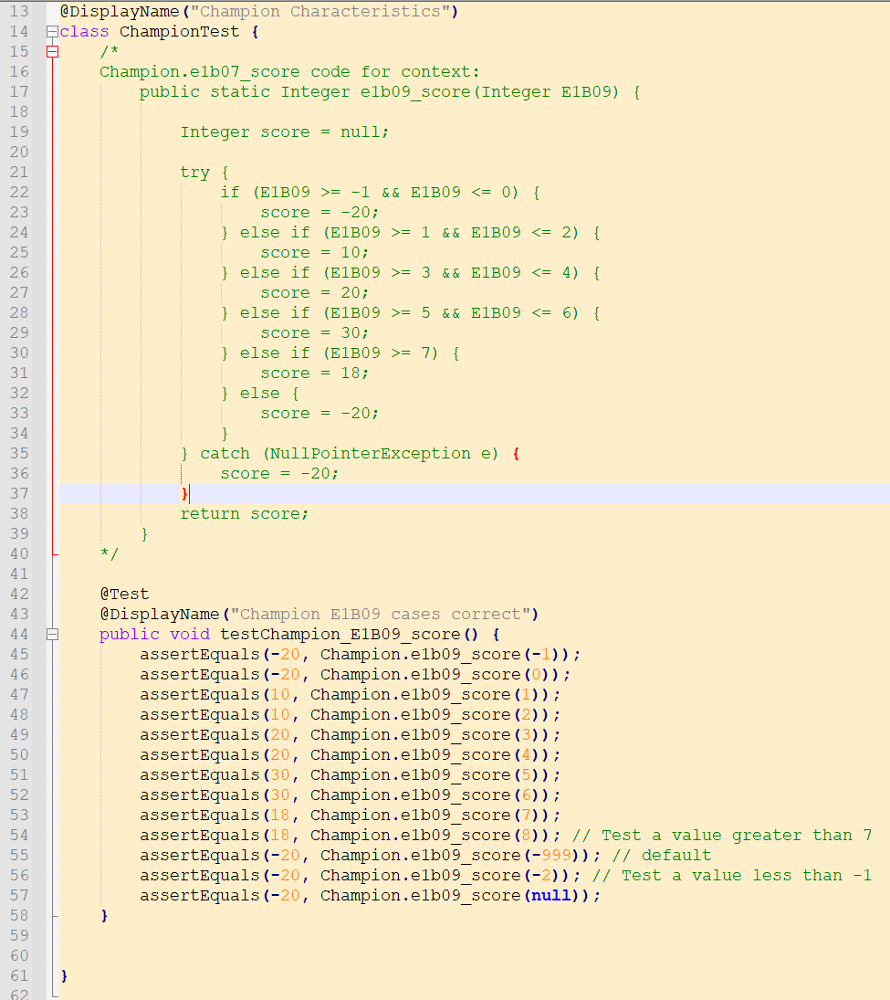 13 @DisplayName("Champion Characteristics")
14 class ChampionTest {
15 /*
16 Champion.e1b07_score code for context:
17 public static Integer e1b09_score(Integer E1B09) {
18
19 Integer score = null;
20
21 try {
22 if (E1B09 >= -1 && E1B09 <= 0) {
23 score = -20;
24 } else if (E1B09 >= 1 && E1B09 <= 2) {
25 score = 10;
26 } else if (E1B09 >= 3 && E1B09 <= 4) {
27 score = 20;
28 } else if (E1B09 >= 5 && E1B09 <= 6) {
29 score = 30;
30 } else if (E1B09 >= 7) {
31 score = 18;
32 } else {
33 score = -20;
34 }
35 } catch (NullPointerException e) {
36 score = -20;
37 }
38 return score;
39 }
40 */
41
42 @Test
43 @DisplayName("Champion E1B09 cases correct")
44 public void testChampion_E1B09_score() {
45 assertEquals(-20, Champion.e1b09_score(-1));
46 assertEquals(-20, Champion.e1b09_score(0));
47 assertEquals(10, Champion.e1b09_score(1));
48 assertEquals(10, Champion.e1b09_score(2));
49 assertEquals(20, Champion.e1b09_score(3));
50 assertEquals(20, Champion.e1b09_score(4));
51 assertEquals(30, Champion.e1b09_score(5));
52 assertEquals(30, Champion.e1b09_score(6));
53 assertEquals(18, Champion.e1b09_score(7));
54 assertEquals(18, Champion.e1b09_score(8)); // Test a value greater than 7
55 assertEquals(-20, Champion.e1b09_score(-999)); // default
56 assertEquals(-20, Champion.e1b09_score(-2)); // Test a value less than -1
57 assertEquals(-20, Champion.e1b09_score(null));
58 }
59
60
61 }
62